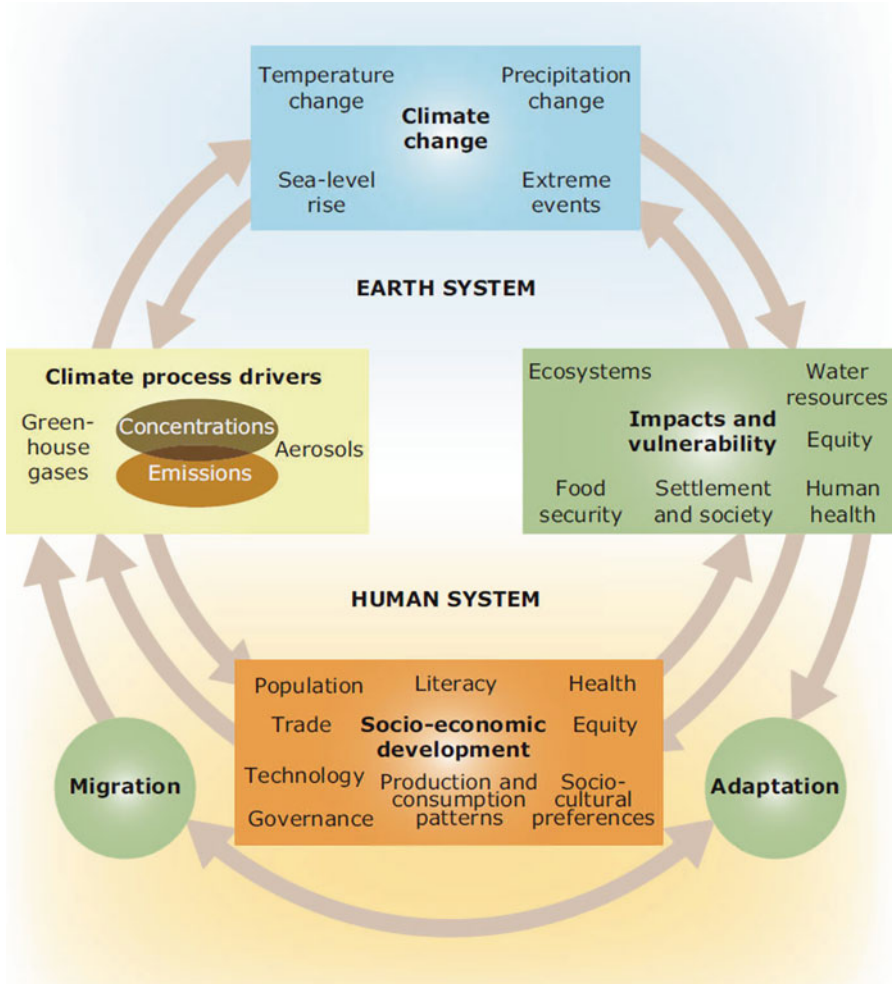 Temperature
change
Precipitation
change
Climate
change
Sea-level
rise
Extreme
events
EARTH SYSTEM
Climate process drivers
Green-
house
gases
Concentrations
Emissions
Aerosols
Ecosystems
Water
resources
Impacts and
vulnerability
Equity
Food
security
Settlement
and society
Human
health
HUMAN SYSTEM
Population
Literacy
Health
Trade
Socio-economic
development
Equity
Technology
Production and
consumption
patterns
Socio-
cultural
preferences
Governance
Migration
Adaptation